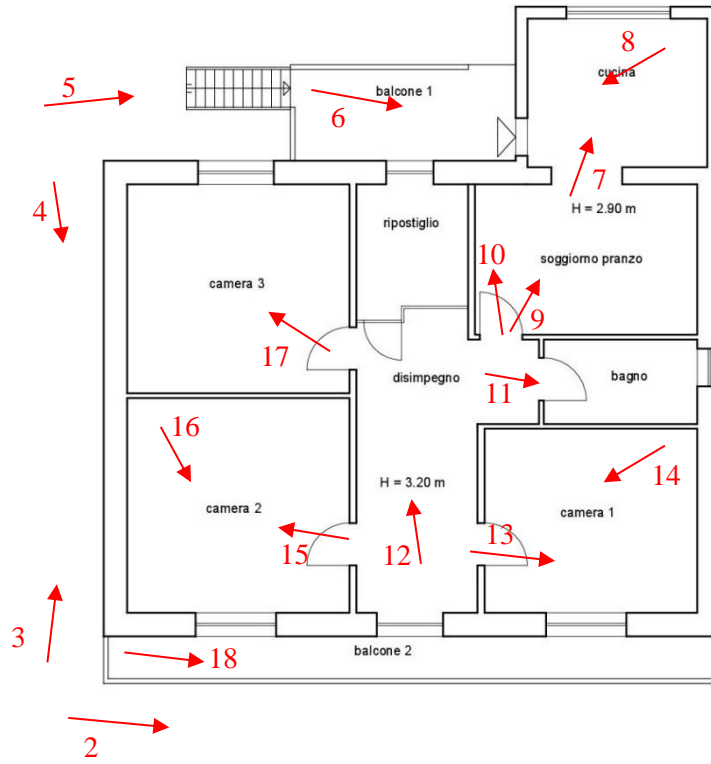 8
cucina
5
balcone 1
6
7
4
H = 2.90 m
ripostiglio
10
soggiorno pranzo
camera 3
9
17
disimpegno
bagno
11
16
14
H = 3.20 m
camera 2
camera 1
13
15
12
3
balcone 2
18
2